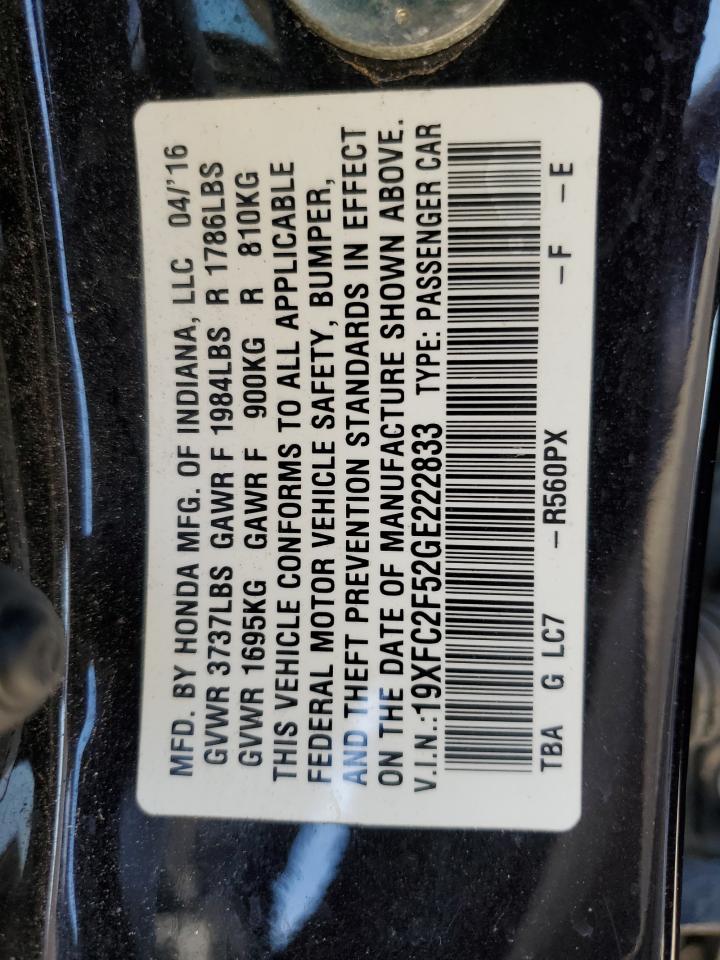 MFD. BY HONDA MFG. OF INDIANA, LLC 04/'16
GVWR 3737LBS GAWR F 1984LBS R 1786LBS
GVWR 1695KG GAWR F 900KG R 810KG
THIS VEHICLE CONFORMS TO ALL APPLICABLE
FEDERAL MOTOR VEHICLE SAFETY, BUMPER,
AND THEFT PREVENTION STANDARDS IN EFFECT
ON THE DATE OF MANUFACTURE SHOWN ABOVE.
V.I.N.:19XFC2F52GE222833 TYPE: PASSENGER CAR
TBA G LC7 -R560PX -F -E